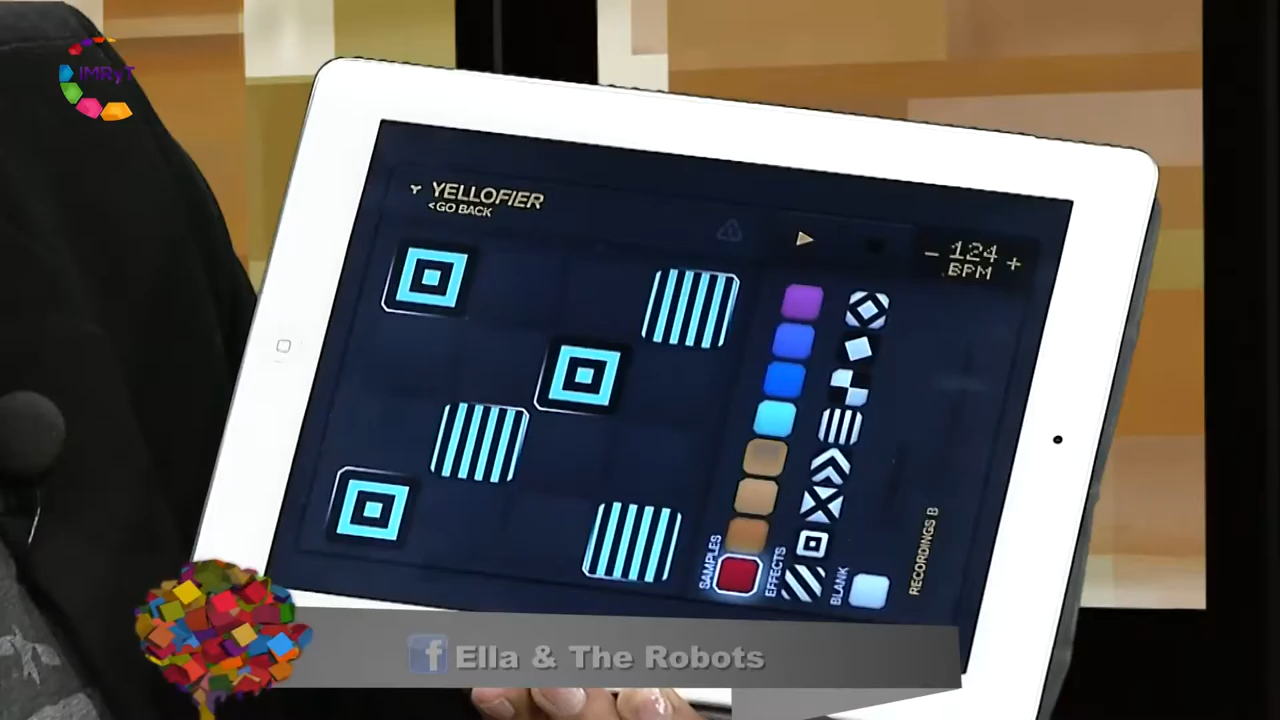 IMRyT
YELLOFIER
<GO BACK
- 124 +
BPM
SAMPLES
EFFECTS
BLANK
RECORDINGS B
f Ella & The Robots